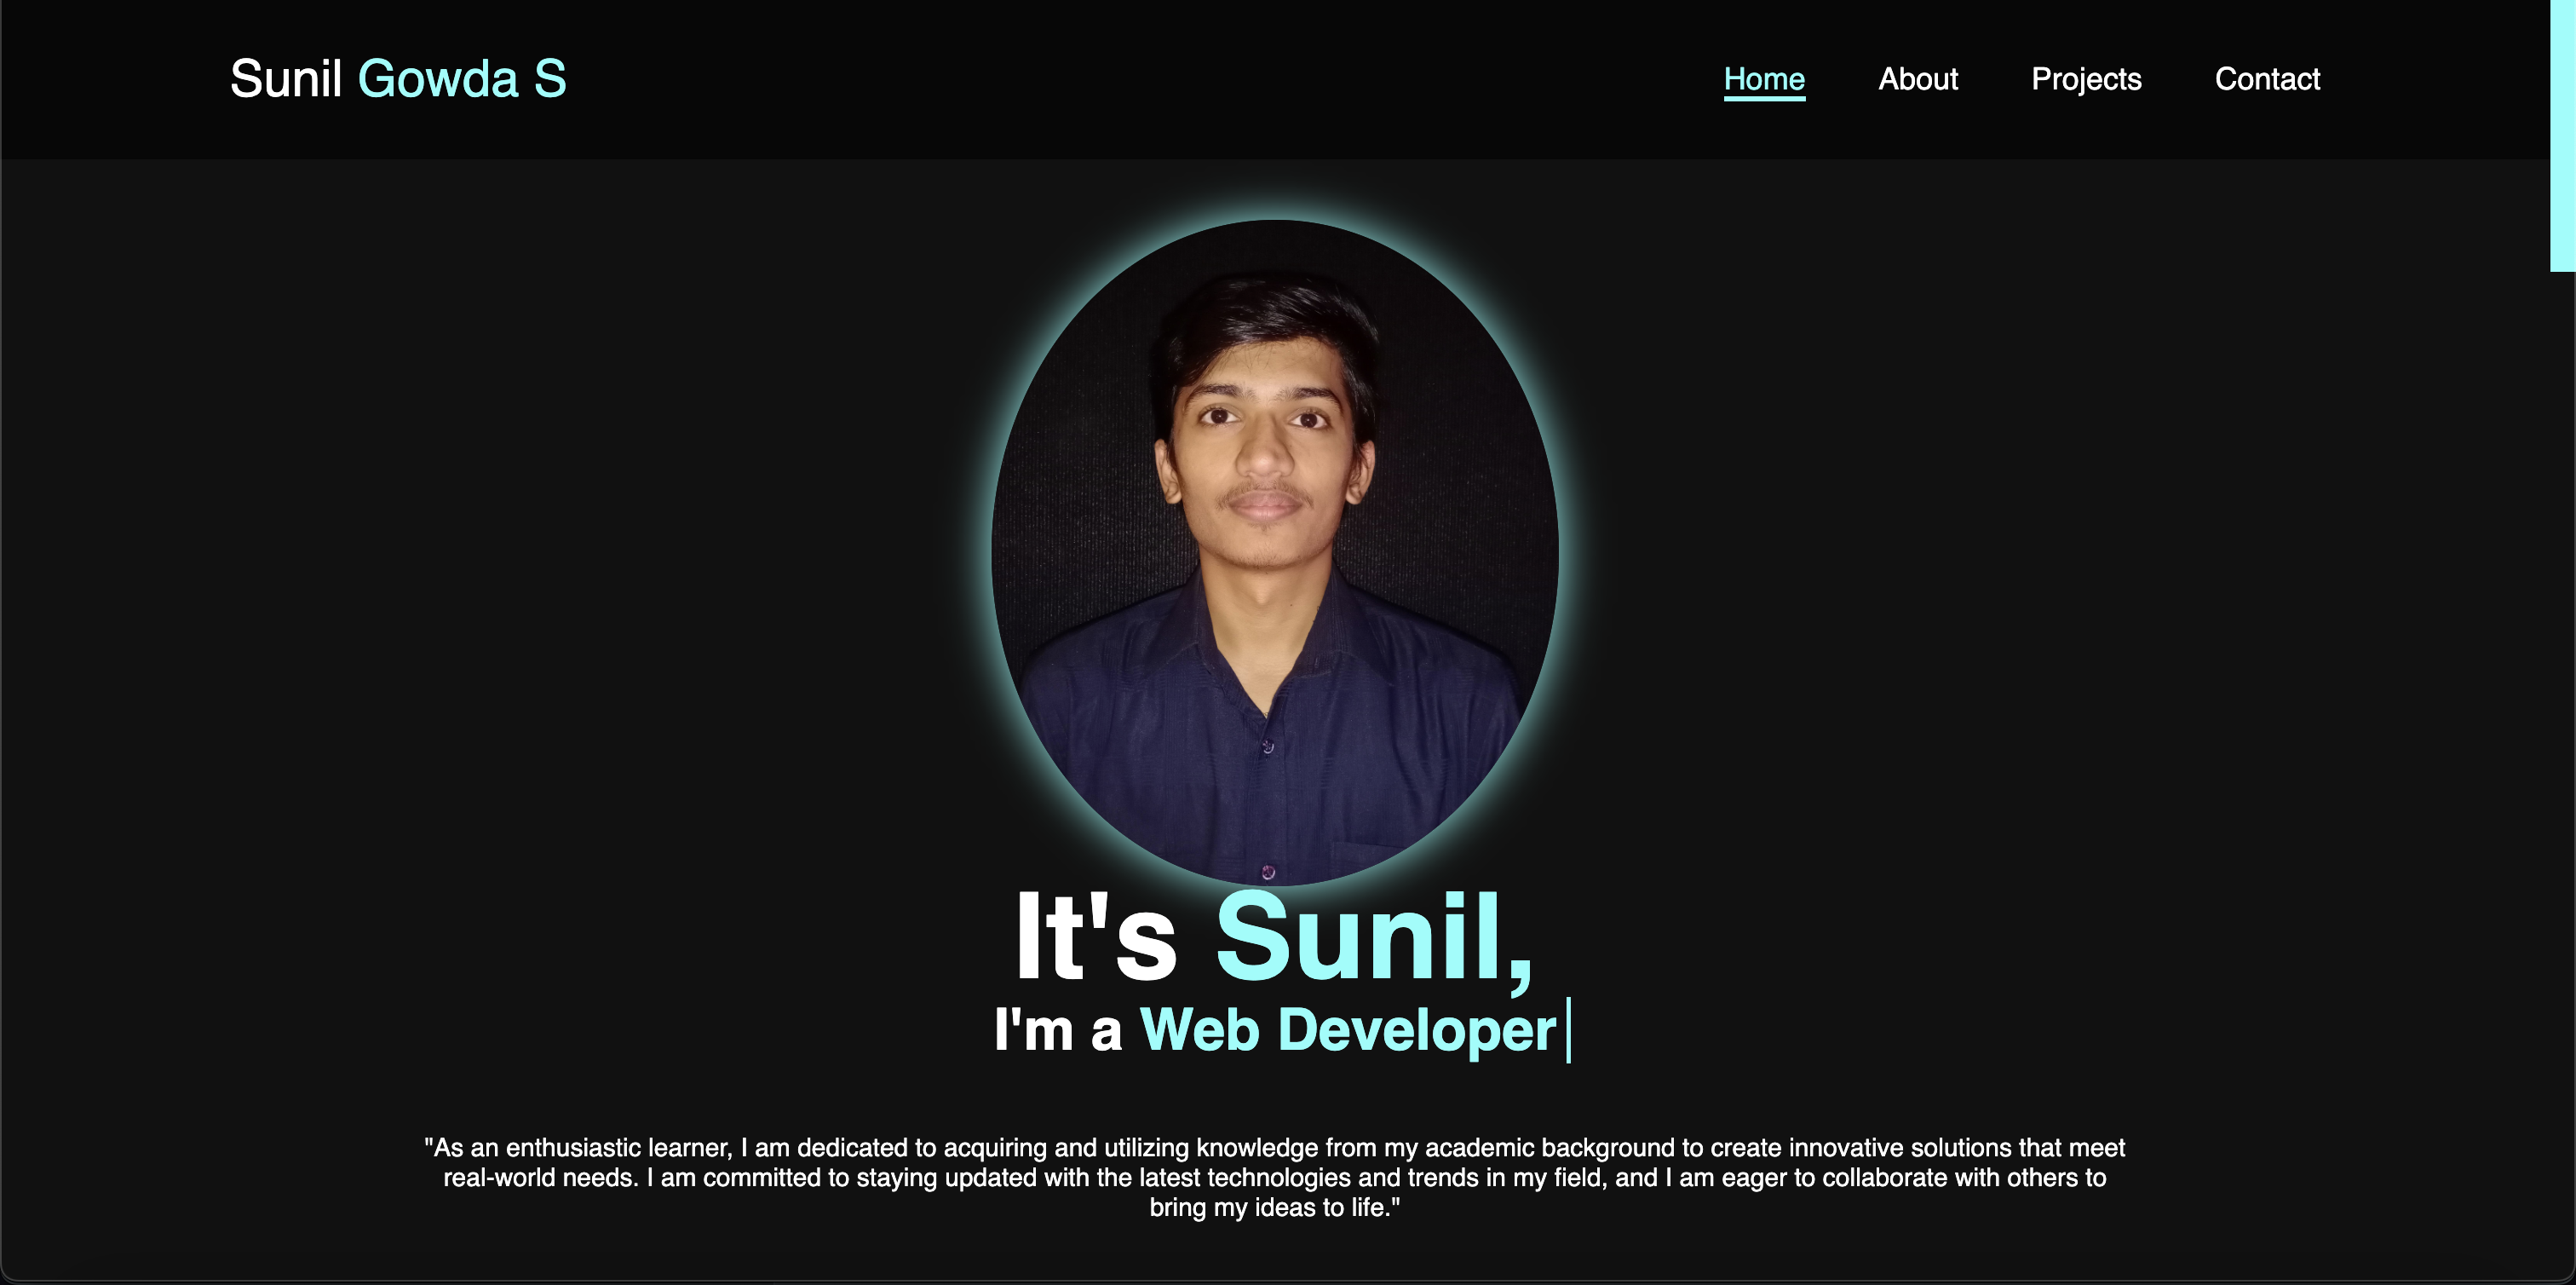 Sunil Gowda S
Home About Projects Contact
It's Sunil,
I'm a Web Developer
"As an enthusiastic learner, I am dedicated to acquiring and utilizing knowledge from my academic background to create innovative solutions that meet
real-world needs. I am committed to staying updated with the latest technologies and trends in my field, and I am eager to collaborate with others to
bring my ideas to life."